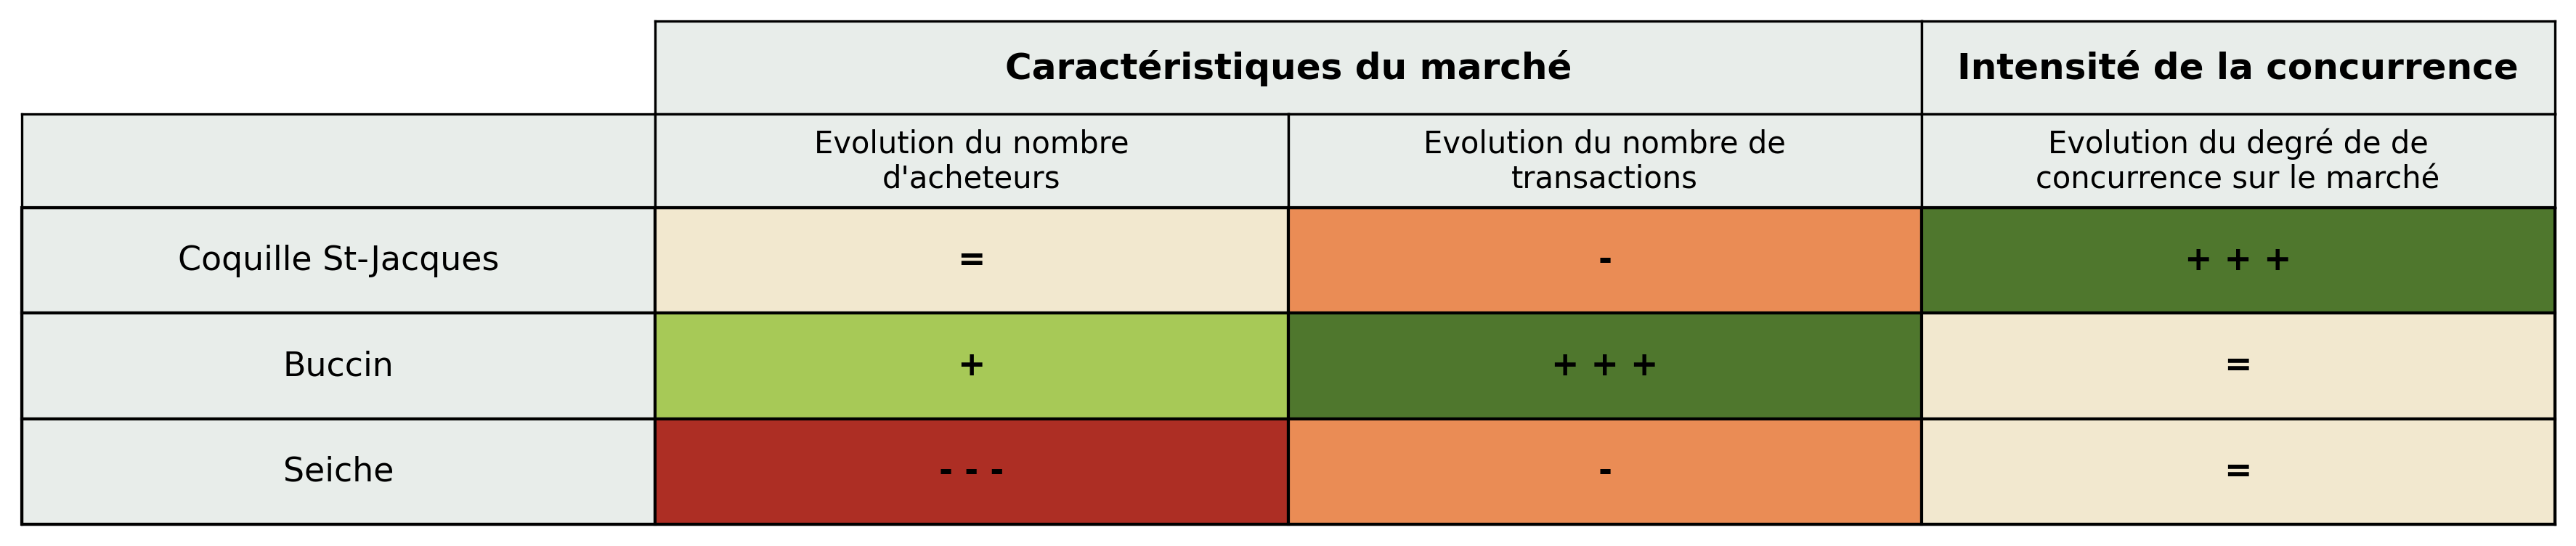 Caractéristiques du marché
Intensité de la concurrence
Evolution du nombre
d'acheteurs
Evolution du nombre de
transactions
Evolution du degré de de
concurrence sur le marché
Coquille St-Jacques
=
-
+ + +
Buccin
+
+ + +
=
Seiche
- - -
-
=